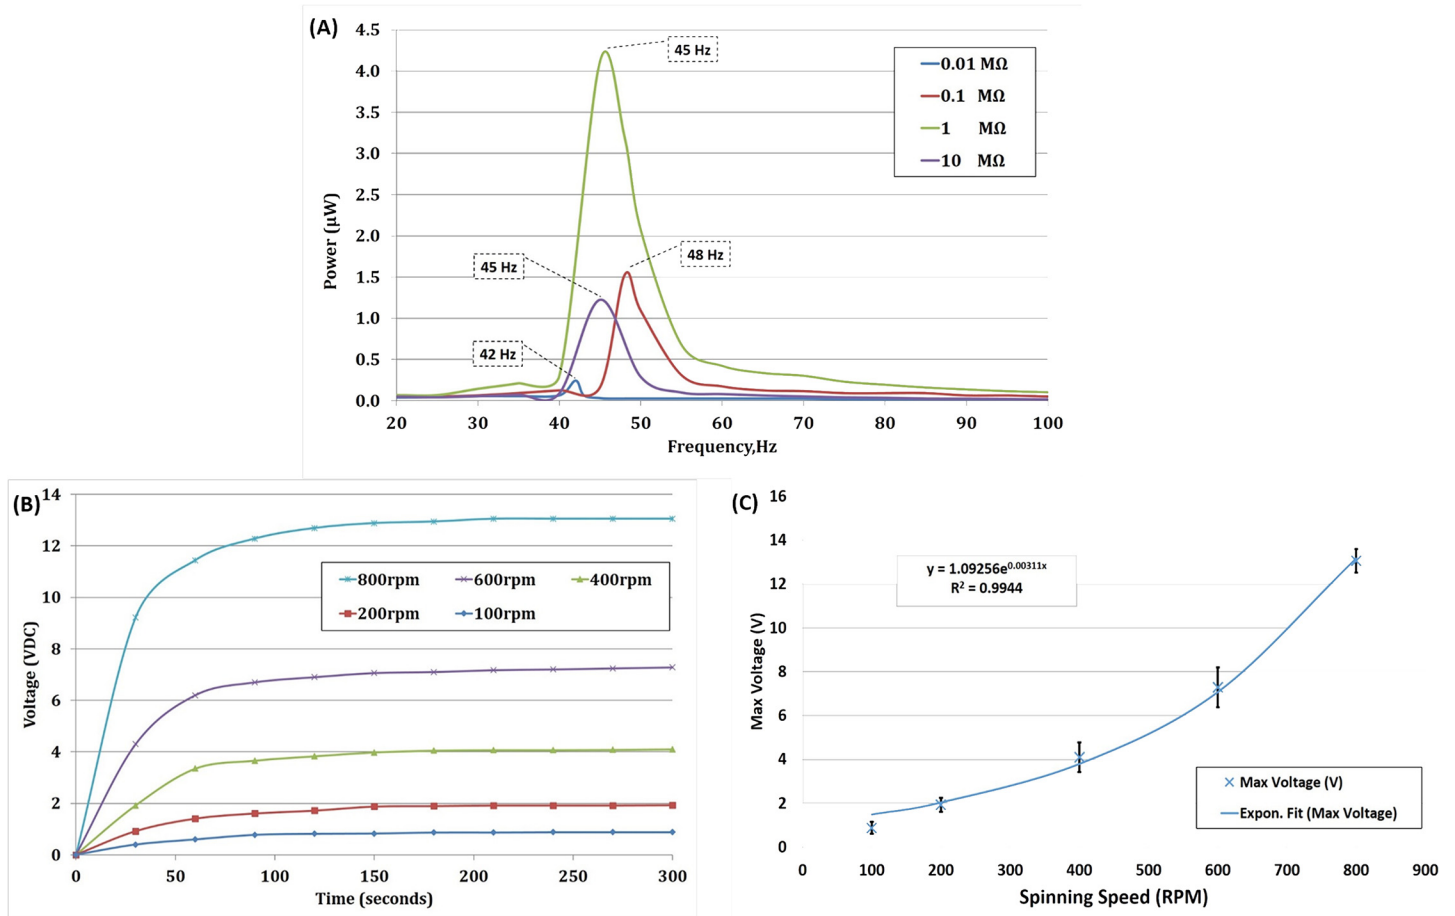 (A)
4.5
4.0
3.5
3.0
2.5
2.0
1.5
1.0
0.5
0.0
Power (μW)
20 30 40 50 60 70 80 90 100
Frequency,Hz
45 Hz
48 Hz
45 Hz
42 Hz
0.01 MΩ
0.1 MΩ
1 MΩ
10 MΩ
(B)
14
12
10
8
6
4
2
0
Voltage (VDC)
0 50 100 150 200 250 300
Time (seconds)
800rpm 600rpm 400rpm
200rpm 100rpm
(C)
16
14
12
10
8
6
4
2
0
Max Voltage (V)
0 100 200 300 400 500 600 700 800 900
Spinning Speed (RPM)
y = 1.09256e^0.00311x
R² = 0.9944
Max Voltage (V)
Expon. Fit (Max Voltage)